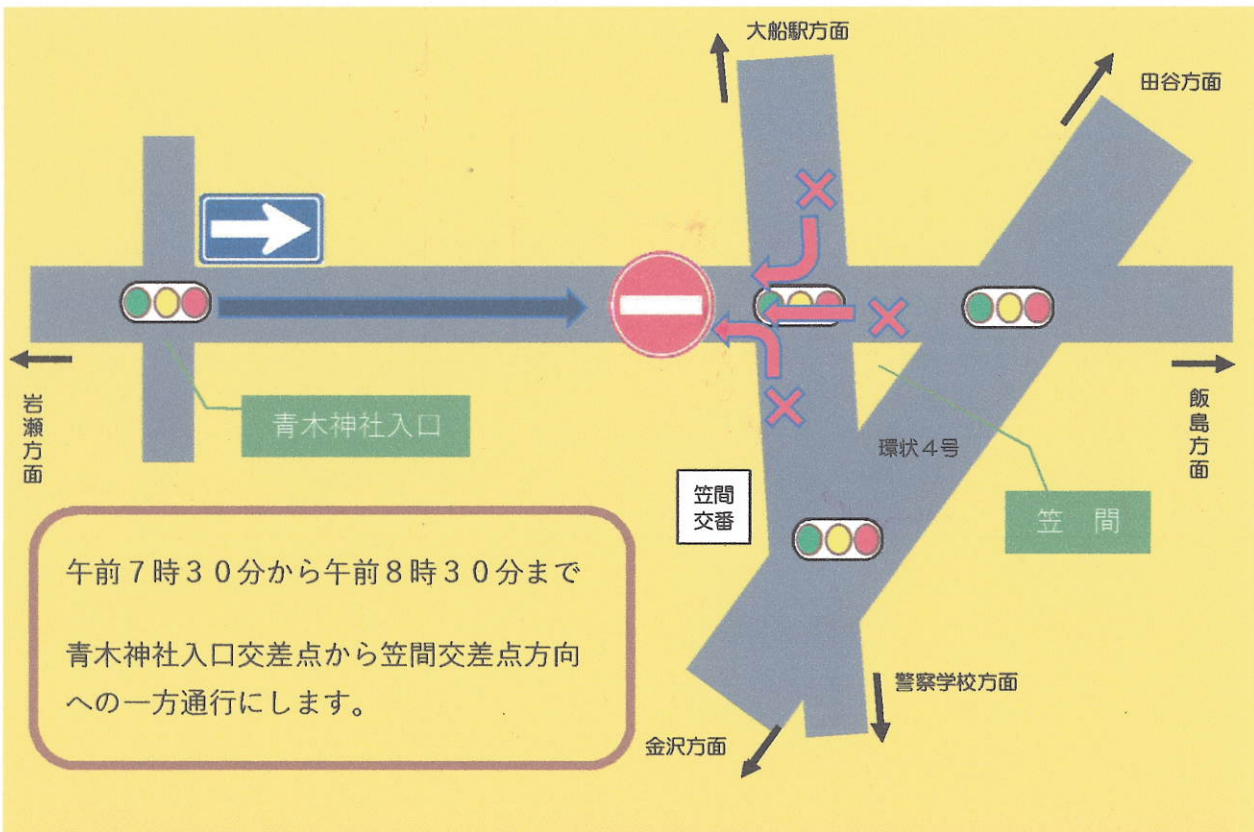 大船駅方面
田谷方面
岩瀬方面
青木神社入口
飯島方面
環状4号
笠間
交番
笠　間
午前７時３０分から午前８時３０分まで
青木神社入口交差点から笠間交差点方向
への一方通行にします。
警察学校方面
金沢方面